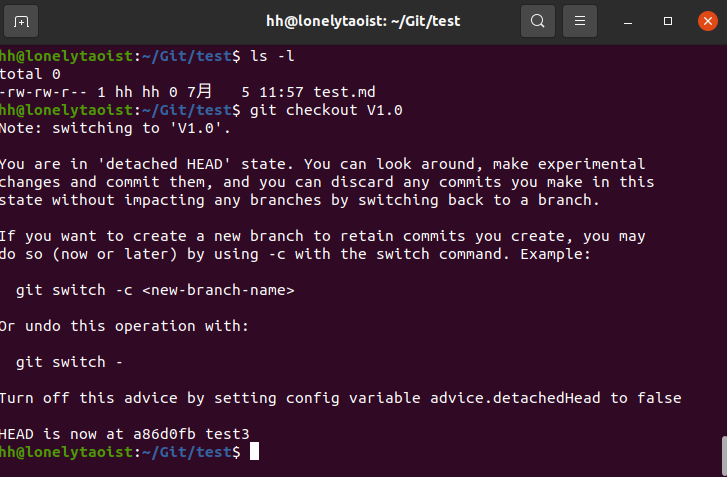 hh@lonelytaoist: ~/Git/test
hh@lonelytaoist:~/Git/test$ ls -l
total 0
-rw-rw-r-- 1 hh hh 0 7月   5 11:57 test.md
hh@lonelytaoist:~/Git/test$ git checkout V1.0
Note: switching to 'V1.0'.
You are in 'detached HEAD' state. You can look around, make experimental
changes and commit them, and you can discard any commits you make in this
state without impacting any branches by switching back to a branch.
If you want to create a new branch to retain commits you create, you may
do so (now or later) by using -c with the switch command. Example:
  git switch -c <new-branch-name>
Or undo this operation with:
  git switch -
Turn off this advice by setting config variable advice.detachedHead to false
HEAD is now at a86d0fb test3
hh@lonelytaoist:~/Git/test$